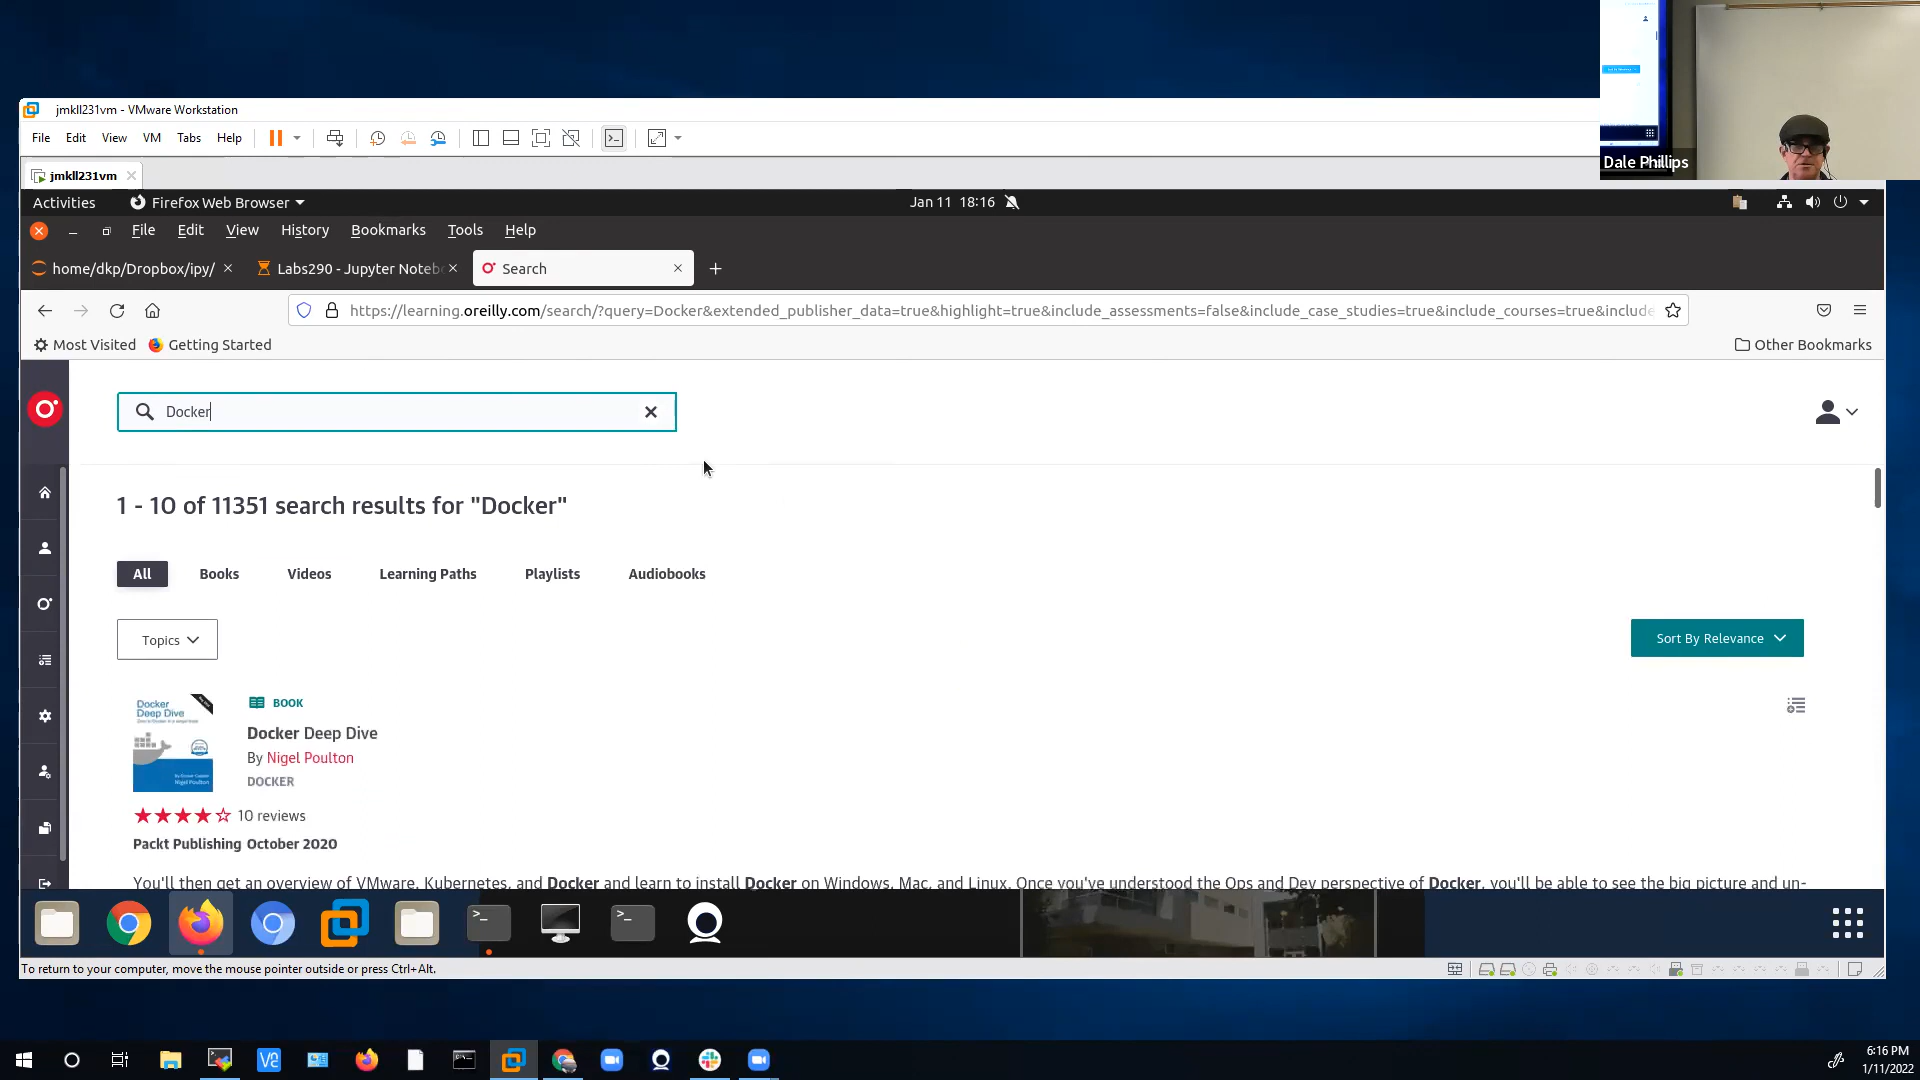 jmkll231vm - VMware Workstation
File Edit View VM Tabs Help
jmkll231vm
Dale Phillips
Activities Firefox Web Browser Jan 11 18:16
File Edit View History Bookmarks Tools Help
home/dkp/Dropbox/ipy/ Labs290 - Jupyter Noteb Search
https://learning.oreilly.com/search/?query=Docker&extended_publisher_data=true&highlight=true&include_assessments=false&include_case_studies=true&include_courses=true&include
Most Visited Getting Started Other Bookmarks
Docker
1 - 10 of 11351 search results for "Docker"
All Books Videos Learning Paths Playlists Audiobooks
Topics Sort By Relevance
Docker
Deep Dive
Nigel Poulton
BOOK
Docker Deep Dive
By Nigel Poulton
DOCKER
10 reviews
Packt Publishing October 2020
You'll then get an overview of VMware, Kubernetes, and Docker and learn to install Docker on Windows, Mac, and Linux. Once you've understood the Ops and Dev perspective of Docker, you'll be able to see the big picture and un-
To return to your computer, move the mouse pointer outside or press Ctrl+Alt.
6:16 PM
1/11/2022